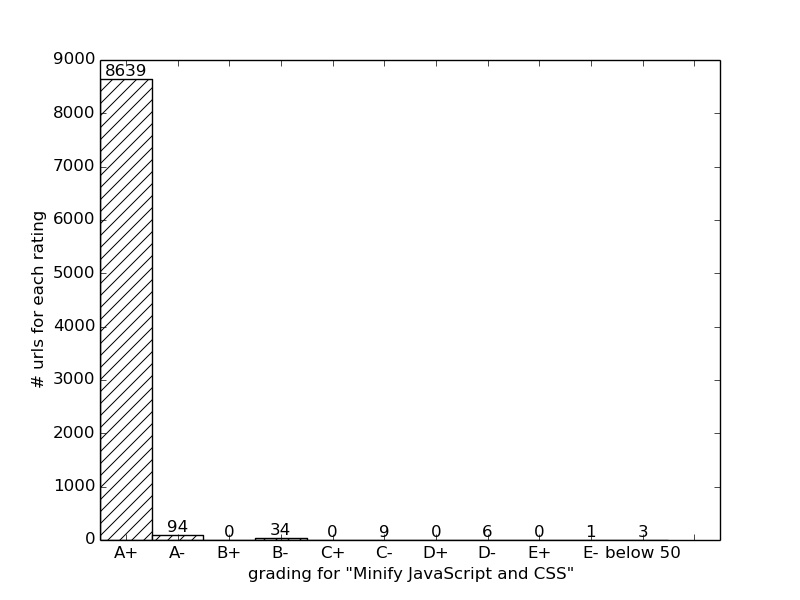 # urls for each rating
9000
8000
7000
6000
5000
4000
3000
2000
1000
0
8639 94 0 34 0 9 0 6 0 1 3
A+ A- B+ B- C+ C- D+ D- E+ E- below 50
grading for "Minify JavaScript and CSS"